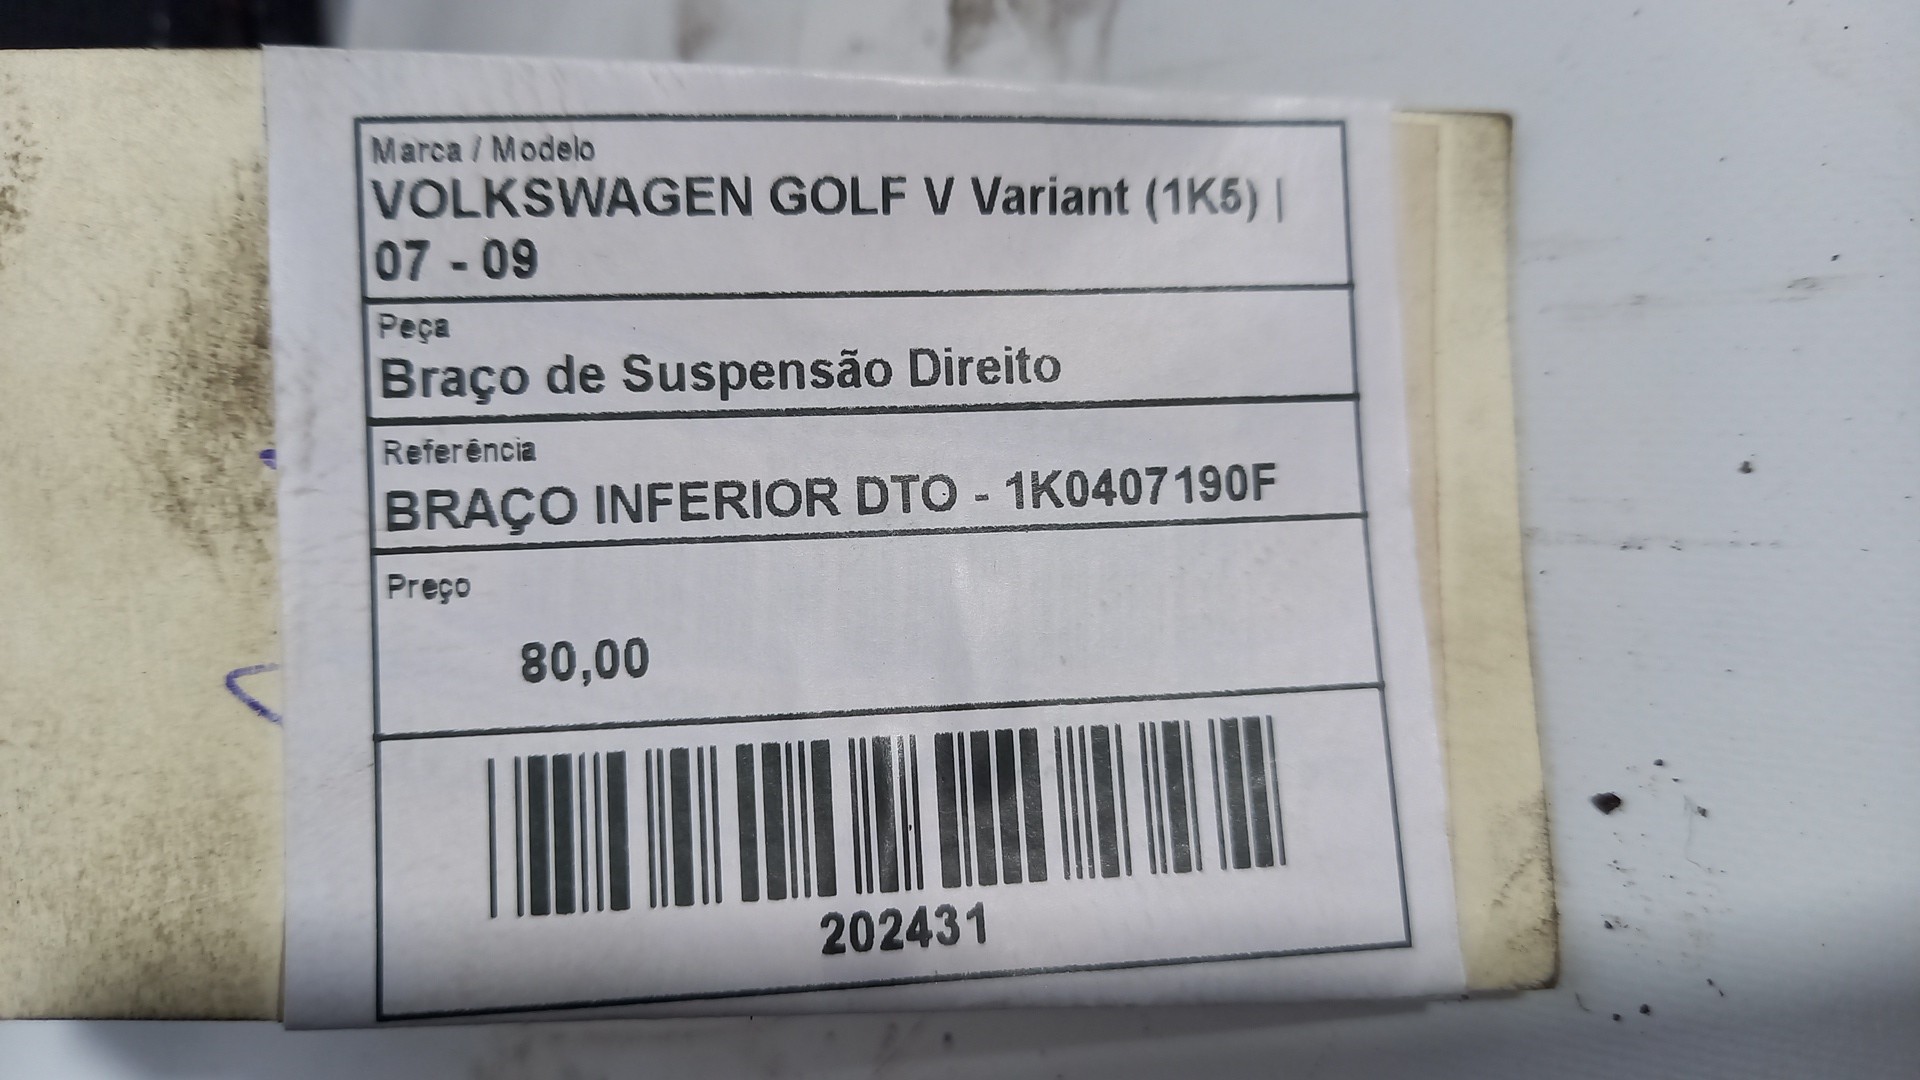 Marca / Modelo
VOLKSWAGEN GOLF V Variant (1K5) |
07 - 09
Peça
Braço de Suspensão Direito
Referência
BRAÇO INFERIOR DTO - 1K0407190F
Preço
80,00
202431